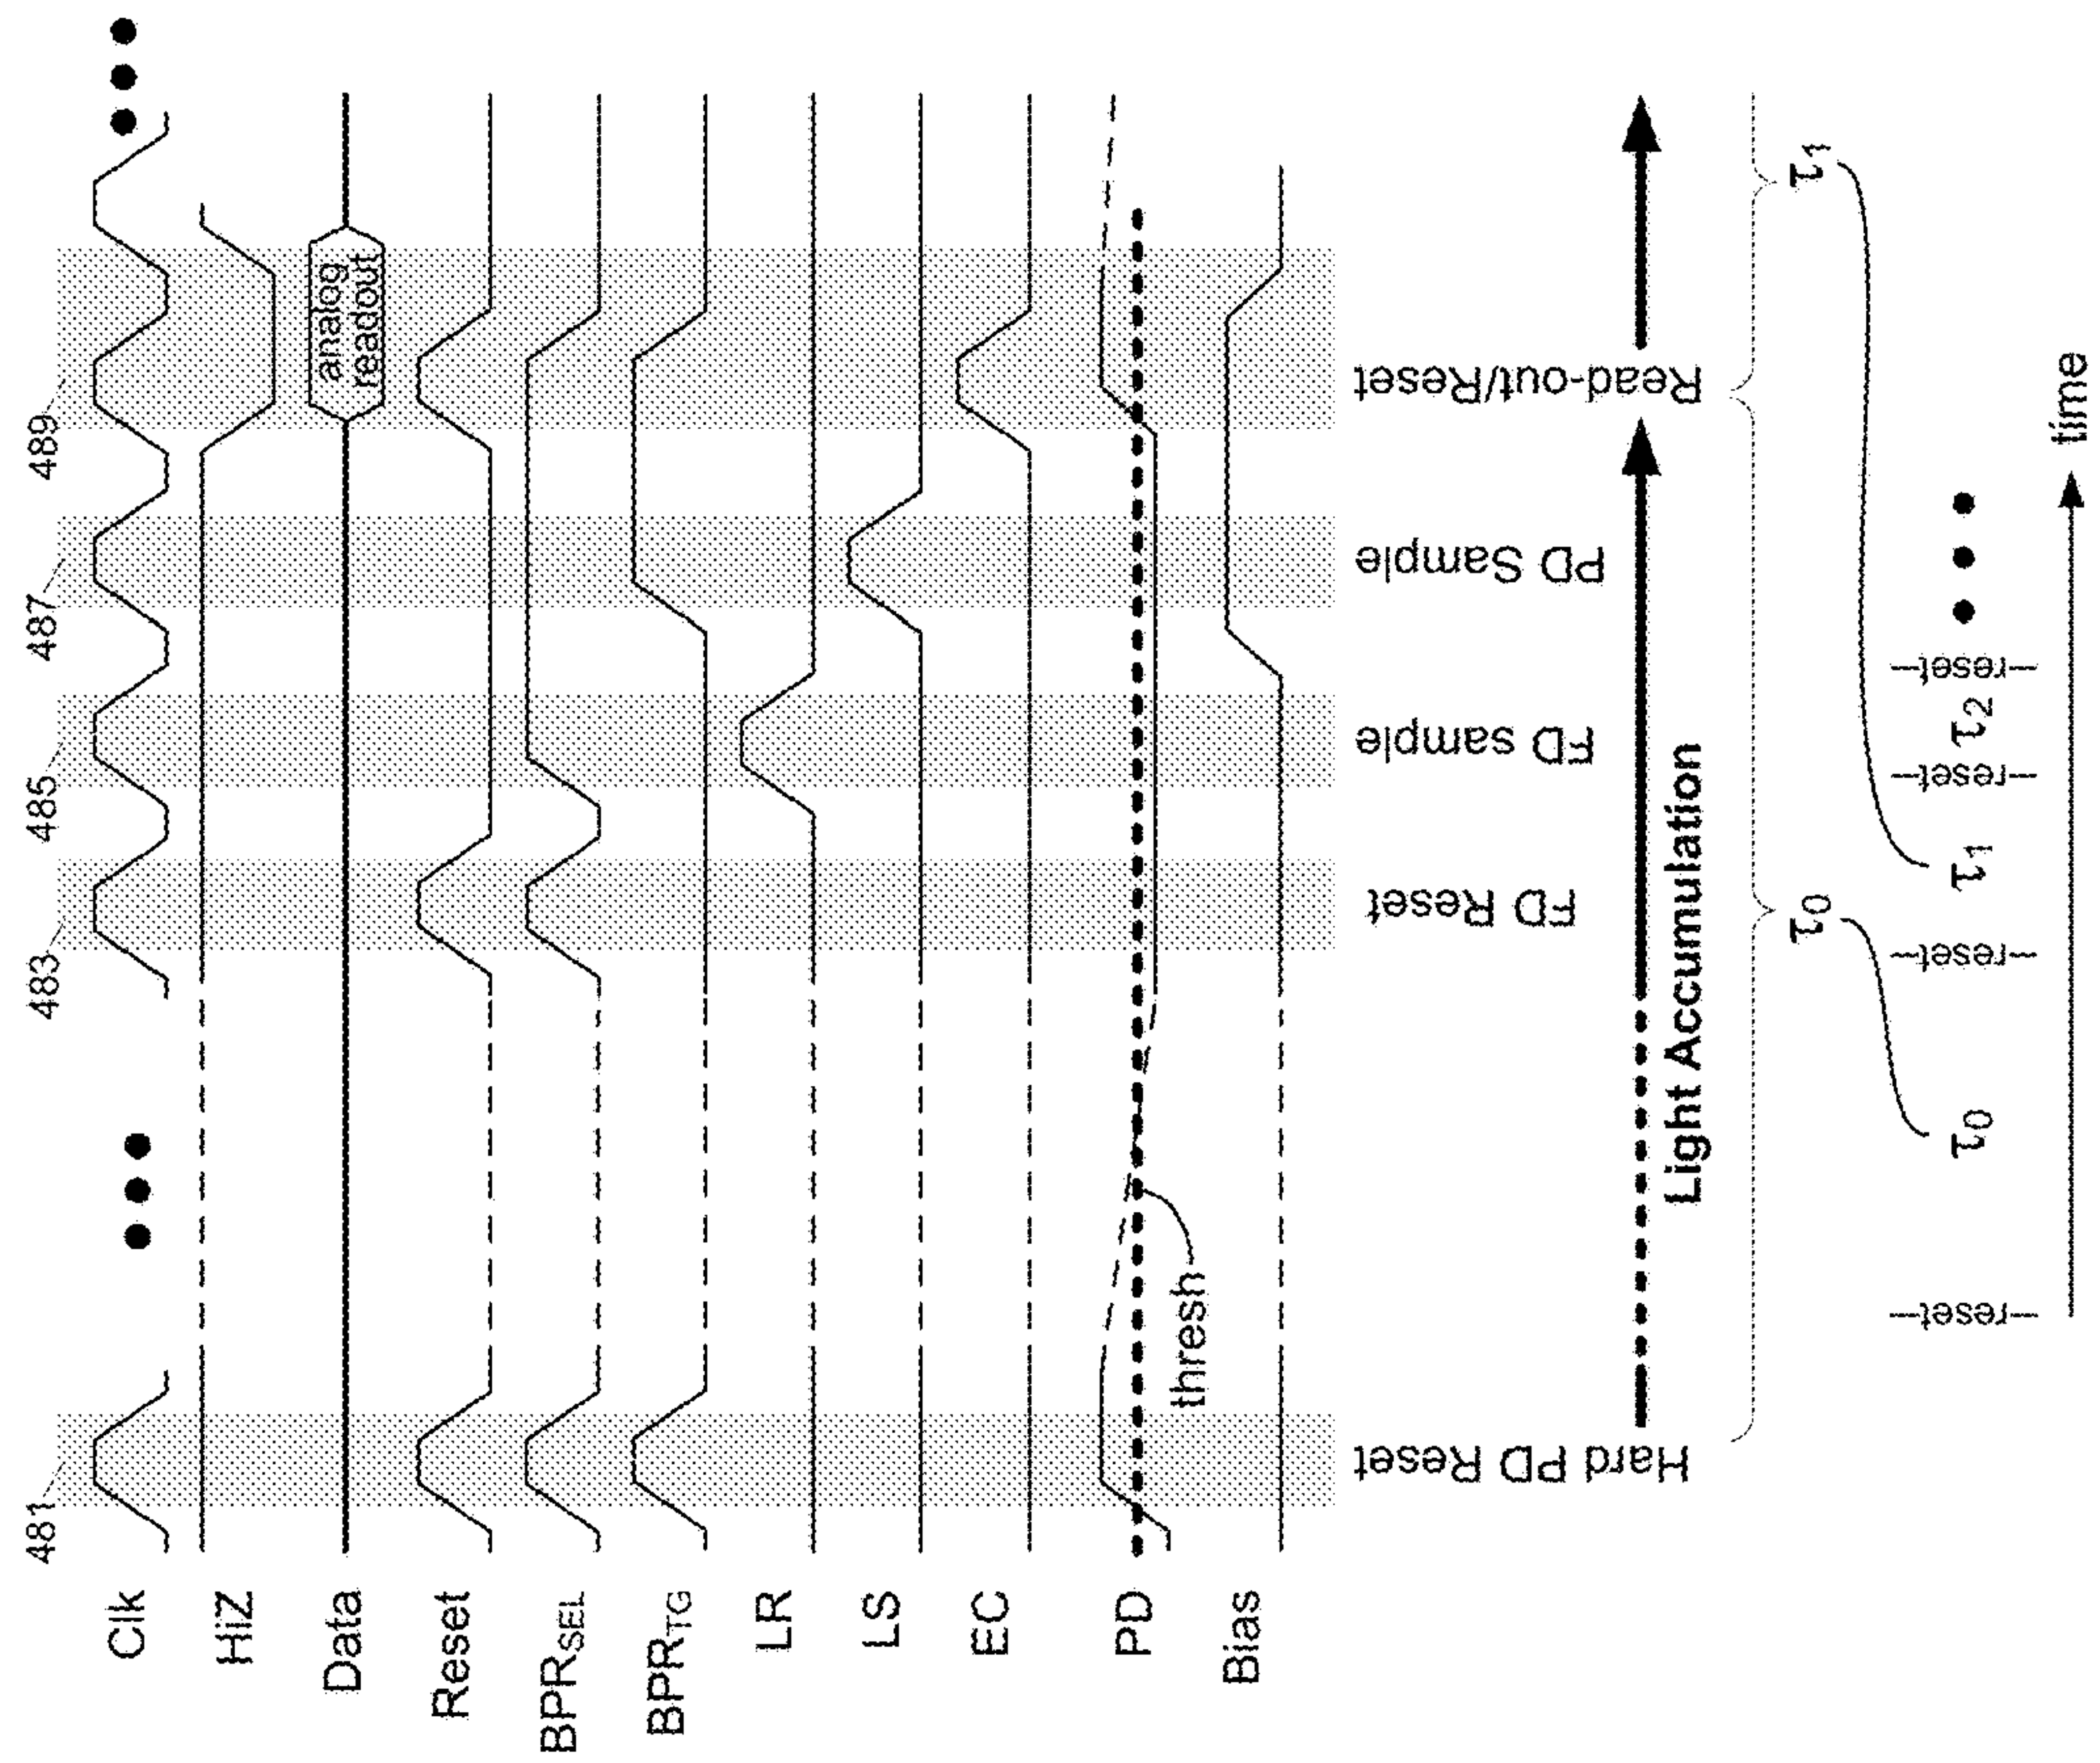 481
483
485
487
489
Clk
HiZ
Data
analog
readout
Reset
BPRSEL
BPRTG
LR
LS
EC
PD
thresh
Bias
Hard PD Reset
FD Reset
FD sample
PD Sample
Read-out/Reset
Light Accumulation
τ0
τ1
reset
τ0
reset
τ1
reset
τ2
reset
time